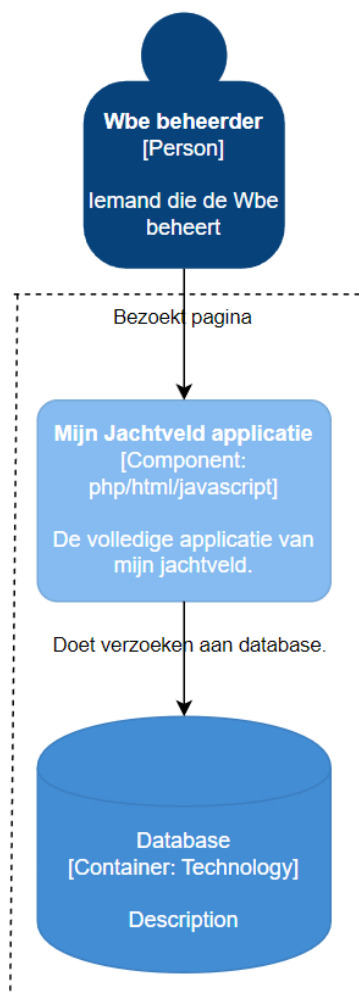 Wbe beheerder
[Person]
Iemand die de Wbe
beheert
Bezoekt pagina
Mijn Jachtveld applicatie
[Component:
php/html/javascript]
De volledige applicatie van
mijn jachtveld.
Doet verzoeken aan database.
Database
[Container: Technology]
Description